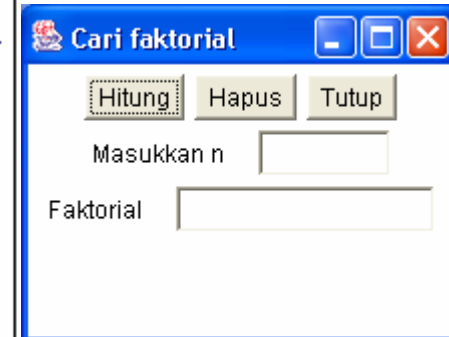 Cari faktorial
Hitung Hapus Tutup
Masukkan n
Faktorial